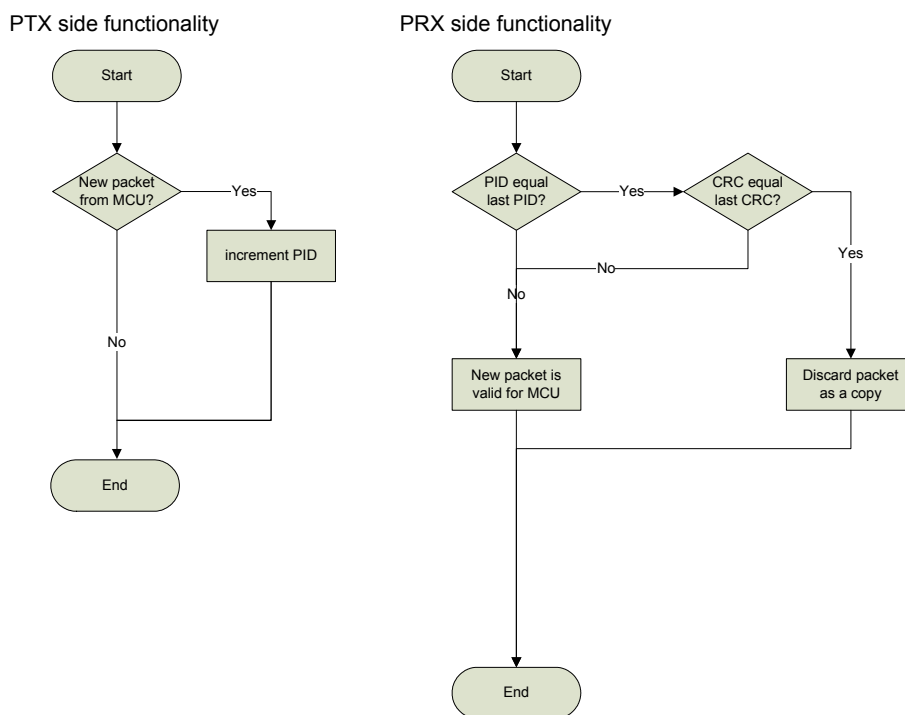 PTX side functionality
Start
New packet
from MCU?
Yes
increment PID
No
End
PRX side functionality
Start
PID equal
last PID?
Yes
CRC equal
last CRC?
No
Yes
No
New packet is
valid for MCU
Discard packet
as a copy
End